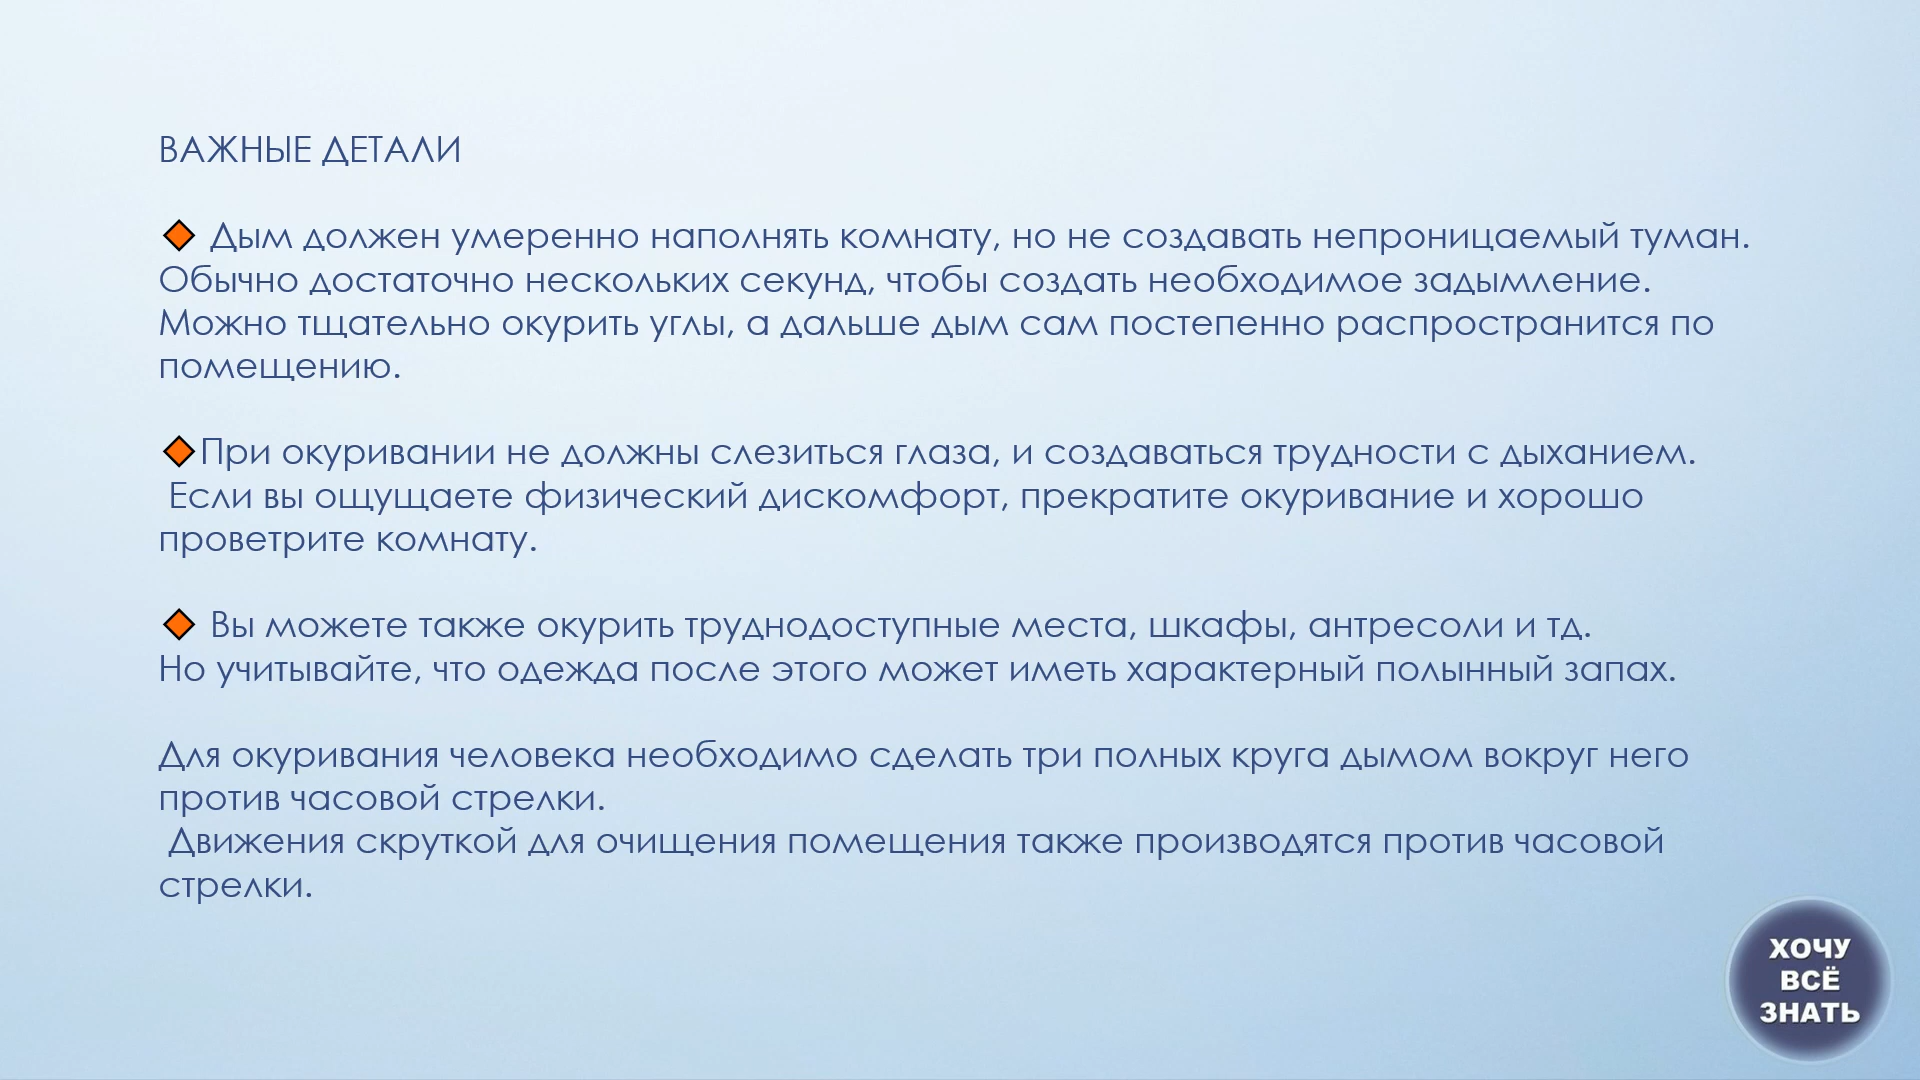 ВАЖНЫЕ ДЕТАЛИ
Дым должен умеренно наполнять комнату, но не создавать непроницаемый туман.
Обычно достаточно нескольких секунд, чтобы создать необходимое задымление.
Можно тщательно окурить углы, а дальше дым сам постепенно распространится по
помещению.
При окуривании не должны слезиться глаза, и создаваться трудности с дыханием.
Если вы ощущаете физический дискомфорт, прекратите окуривание и хорошо
проветрите комнату.
Вы можете также окурить труднодоступные места, шкафы, антресоли и тд.
Но учитывайте, что одежда после этого может иметь характерный полынный запах.
Для окуривания человека необходимо сделать три полных круга дымом вокруг него
против часовой стрелки.
Движения скруткой для очищения помещения также производятся против часовой
стрелки.
ХОЧУ
ВСЁ
ЗНАТЬ